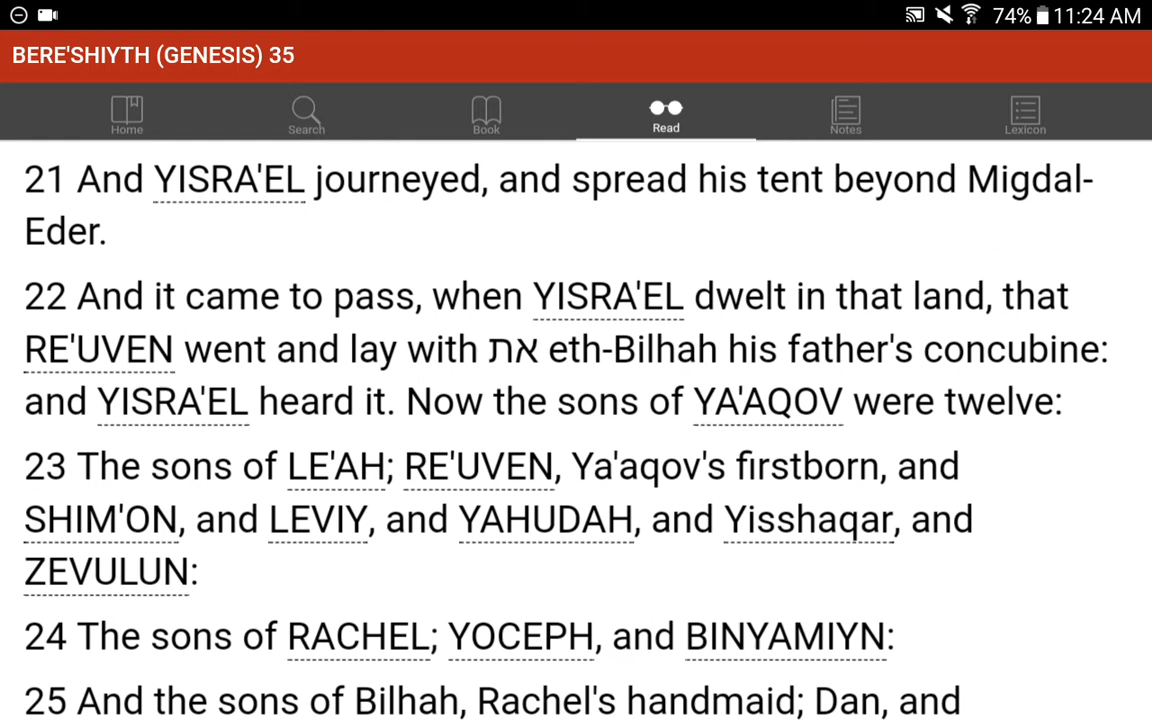 74% 11:24 AM
BERE'SHIYTH (GENESIS) 35
Home Search Book Read Notes Lexicon
21 And YISRA'EL journeyed, and spread his tent beyond Migdal-
Eder.
22 And it came to pass, when YISRA'EL dwelt in that land, that
RE'UVEN went and lay with את eth-Bilhah his father's concubine:
and YISRA'EL heard it. Now the sons of YA'AQOV were twelve:
23 The sons of LE'AH; RE'UVEN, Ya'aqov's firstborn, and
SHIM'ON, and LEVIY, and YAHUDAH, and Yisshaqar, and
ZEVULUN:
24 The sons of RACHEL; YOCEPH, and BINYAMIYN:
25 And the sons of Bilhah, Rachel's handmaid; Dan, and